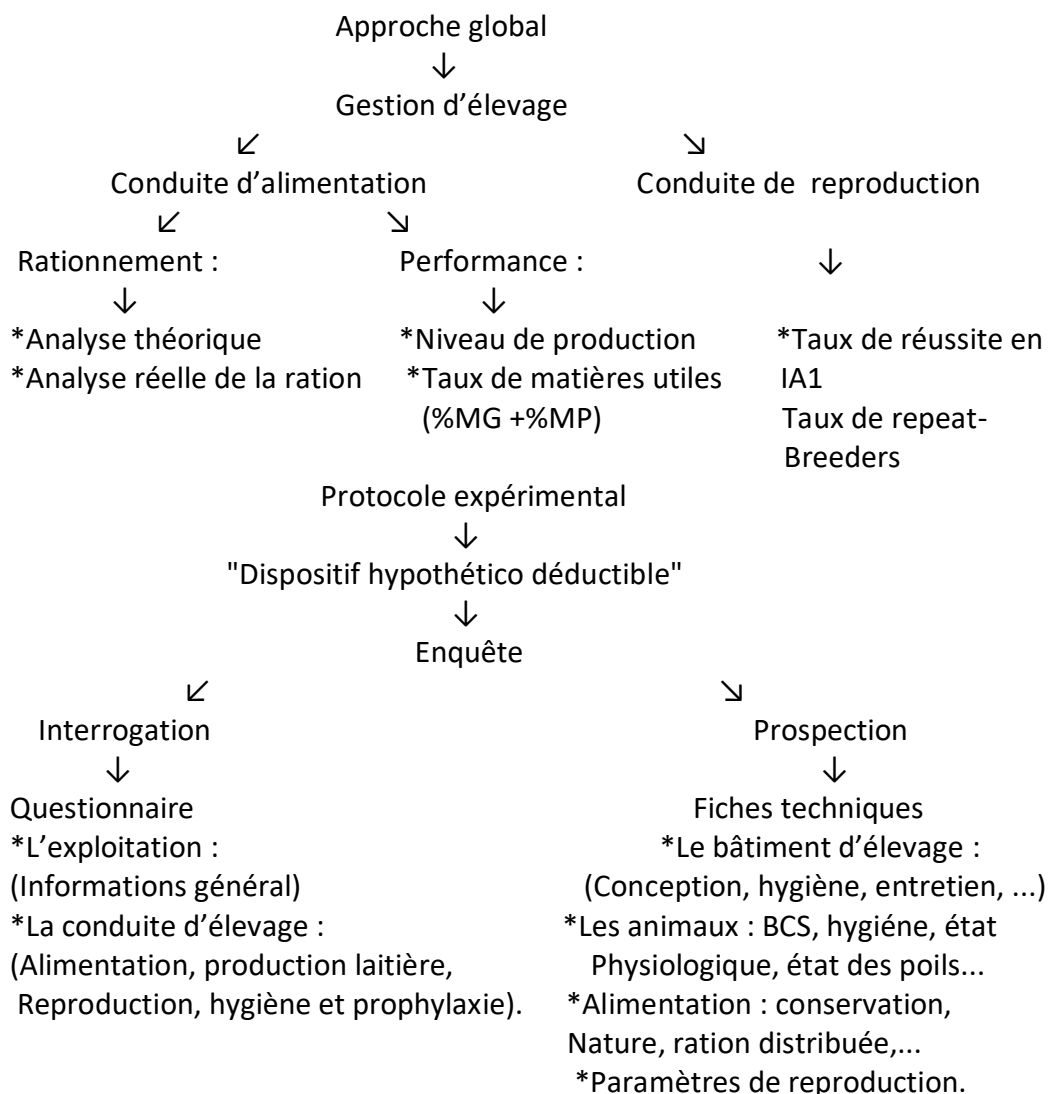 Approche global
↓
Gestion d’élevage
↙ ↘
Conduite d’alimentation Conduite de reproduction
↙ ↘
Rationnement : Performance : ↓
↓ ↓
*Analyse théorique *Niveau de production *Taux de réussite en
*Analyse réelle de la ration *Taux de matières utiles IA1
(%MG +%MP) Taux de repeat-
Breeders
Protocole expérimental
↓
"Dispositif hypothético déductible"
↓
Enquête
↙ ↘
Interrogation Prospection
↓ ↓
Questionnaire Fiches techniques
*L’exploitation : *Le bâtiment d’élevage :
(Informations général) (Conception, hygiène, entretien, ...)
*La conduite d’élevage : *Les animaux : BCS, hygiéne, état
(Alimentation, production laitière, Physiologique, état des poils...
Reproduction, hygiène et prophylaxie). *Alimentation : conservation,
Nature, ration distribuée,...
*Paramètres de reproduction.